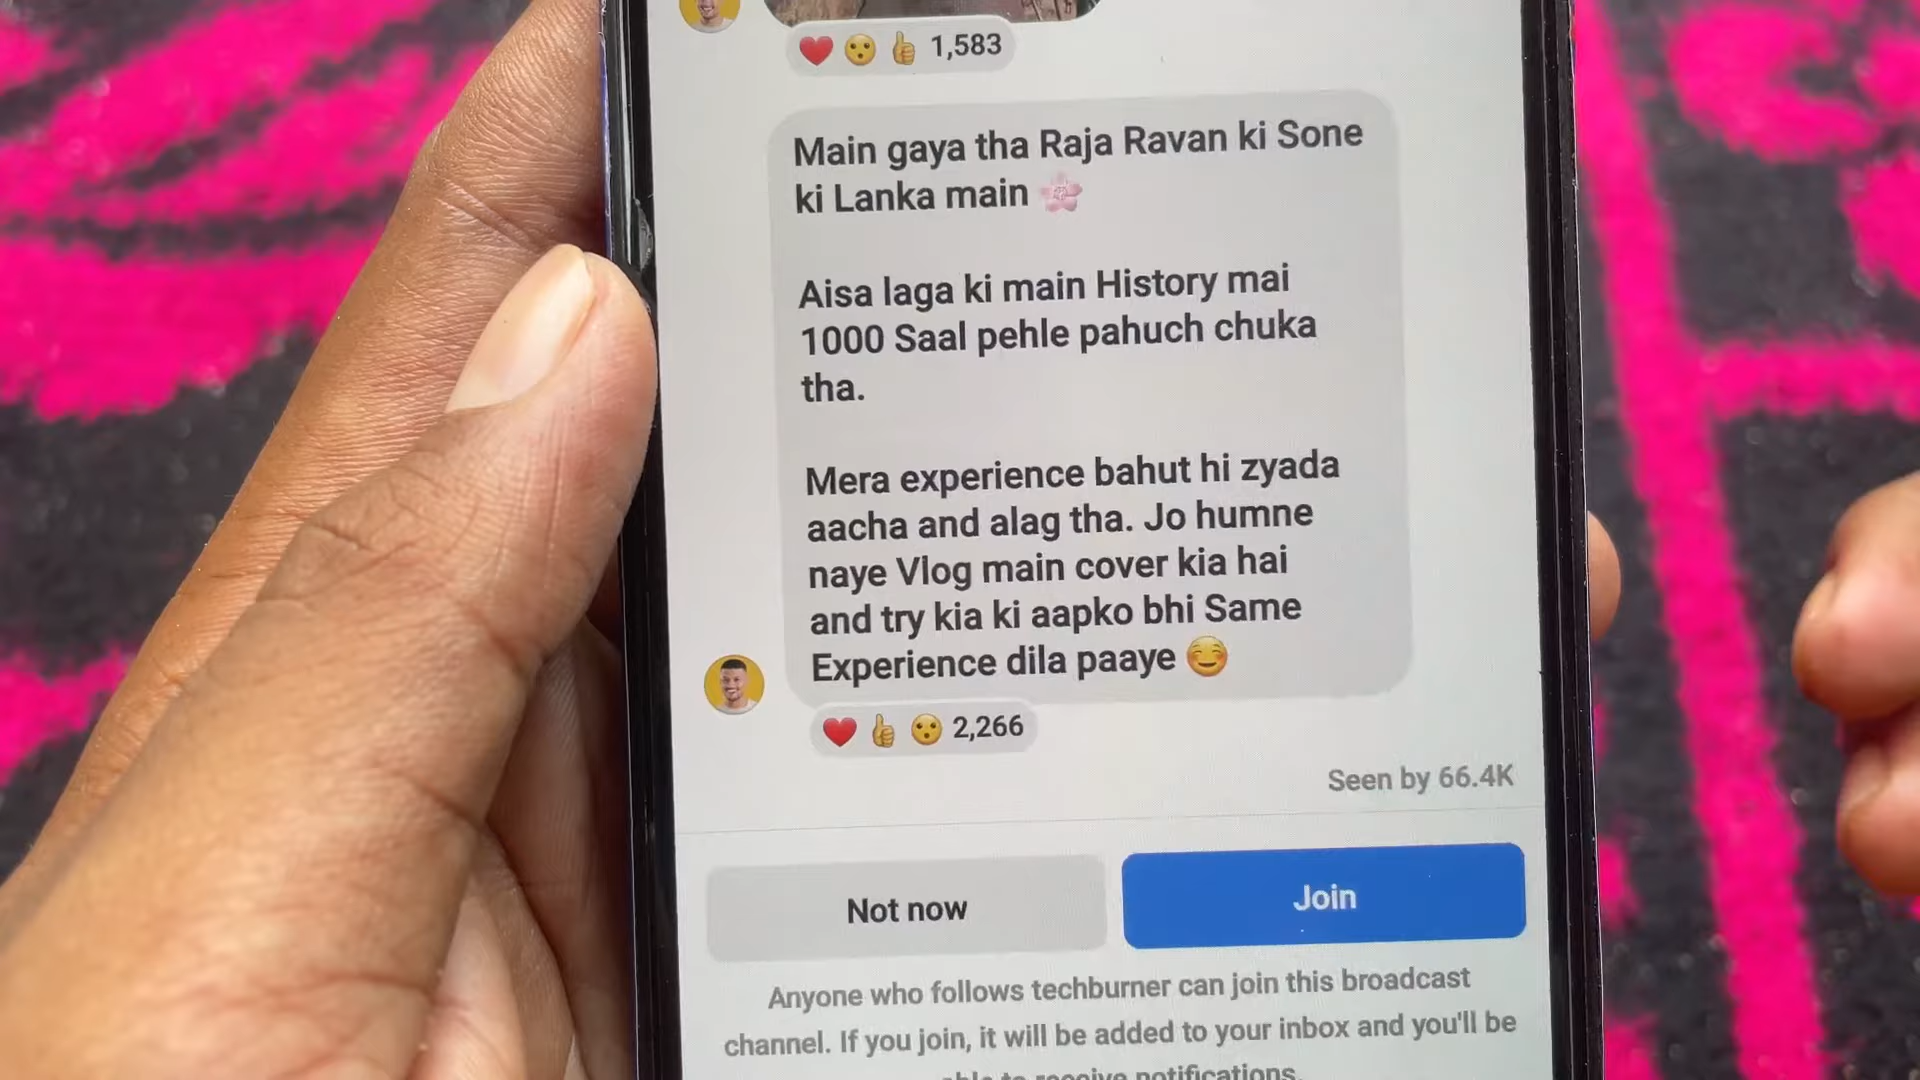 1,583
Main gaya tha Raja Ravan ki Sone
ki Lanka main 🌸
Aisa laga ki main History mai
1000 Saal pehle pahuch chuka
tha.
Mera experience bahut hi zyada
aacha and alag tha. Jo humne
naye Vlog main cover kia hai
and try kia ki aapko bhi Same
Experience dila paaye ☺️
2,266
Seen by 66.4K
Not now
Join
Anyone who follows techburner can join this broadcast
channel. If you join, it will be added to your inbox and you'll be
able to receive notifications.